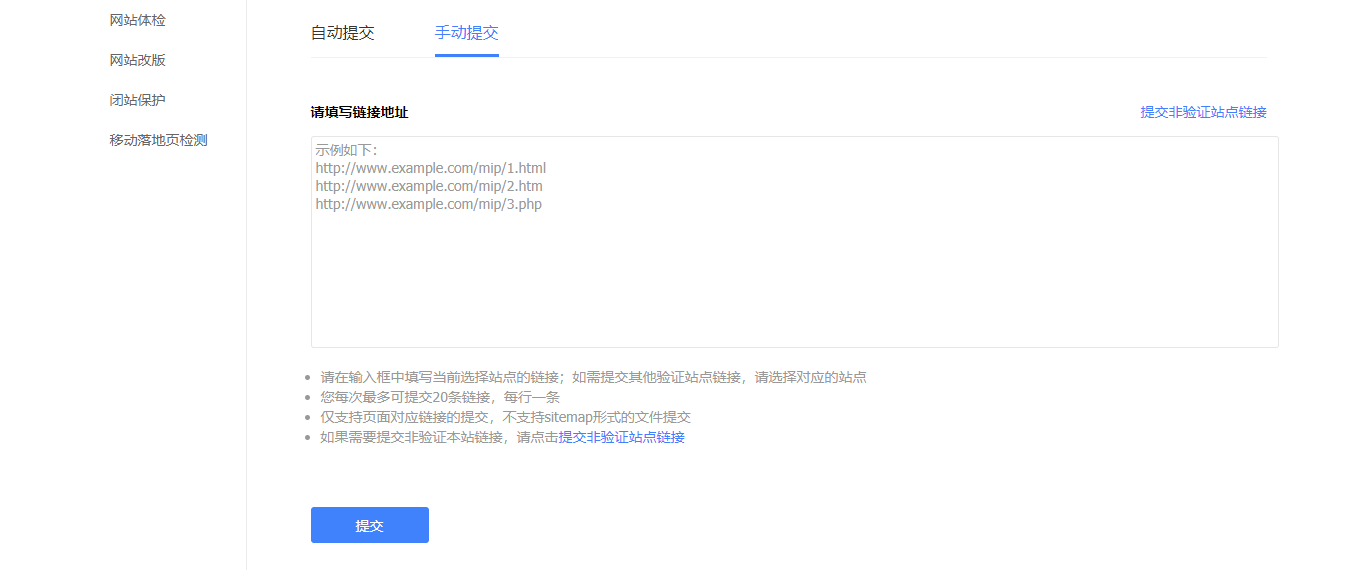 网站体检
网站改版
闭站保护
移动落地页检测
自动提交
手动提交
请填写链接地址
提交非验证站点链接
示例如下：
http://www.example.com/mip/1.html
http://www.example.com/mip/2.htm
http://www.example.com/mip/3.php
请在输入框中填写当前选择站点的链接；如需提交其他验证站点链接，请选择对应的站点
您每次最多可提交20条链接，每行一条
仅支持页面对应链接的提交，不支持sitemap形式的文件提交
如果需要提交非验证本站链接，请点击提交非验证站点链接
提交